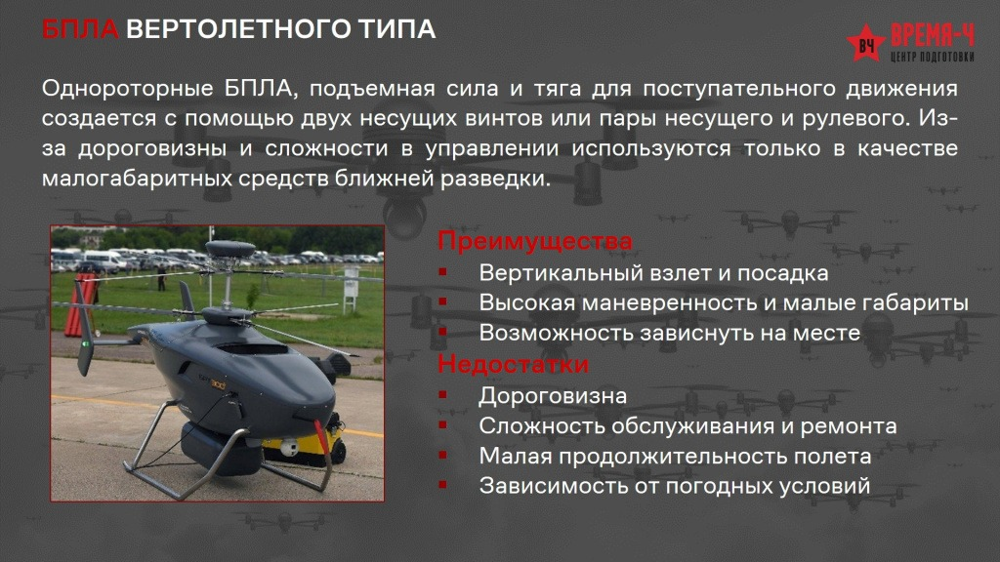 БПЛА ВЕРТОЛЕТНОГО ТИПА
ВЧ ВРЕМЯ-Ч
ЦЕНТР ПОДГОТОВКИ
Однороторные БПЛА, подъемная сила и тяга для поступательного движения
создается с помощью двух несущих винтов или пары несущего и рулевого. Из-
за дороговизны и сложности в управлении используются только в качестве
малогабаритных средств ближней разведки.
Преимущества
Вертикальный взлет и посадка
Высокая маневренность и малые габариты
Возможность зависнуть на месте
Недостатки
Дороговизна
Сложность обслуживания и ремонта
Малая продолжительность полета
Зависимость от погодных условий